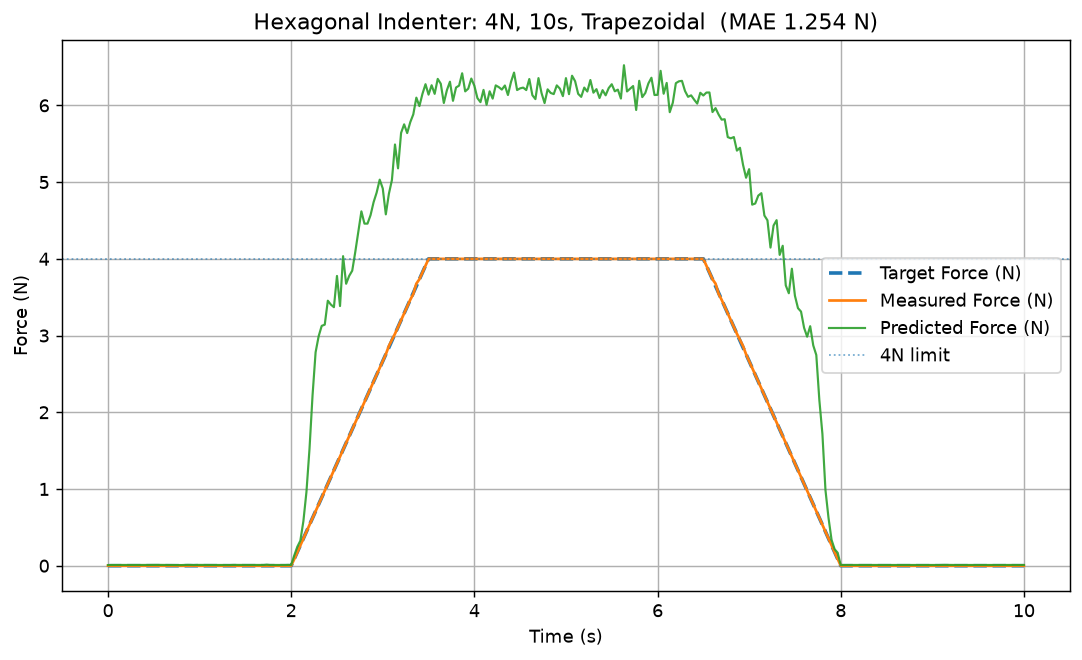 Hexagonal Indenter: 4N, 10s, Trapezoidal  (MAE 1.254 N)
Force (N)
6
5
4
3
2
1
0
Target Force (N)
Measured Force (N)
Predicted Force (N)
4N limit
0 2 4 6 8 10
Time (s)